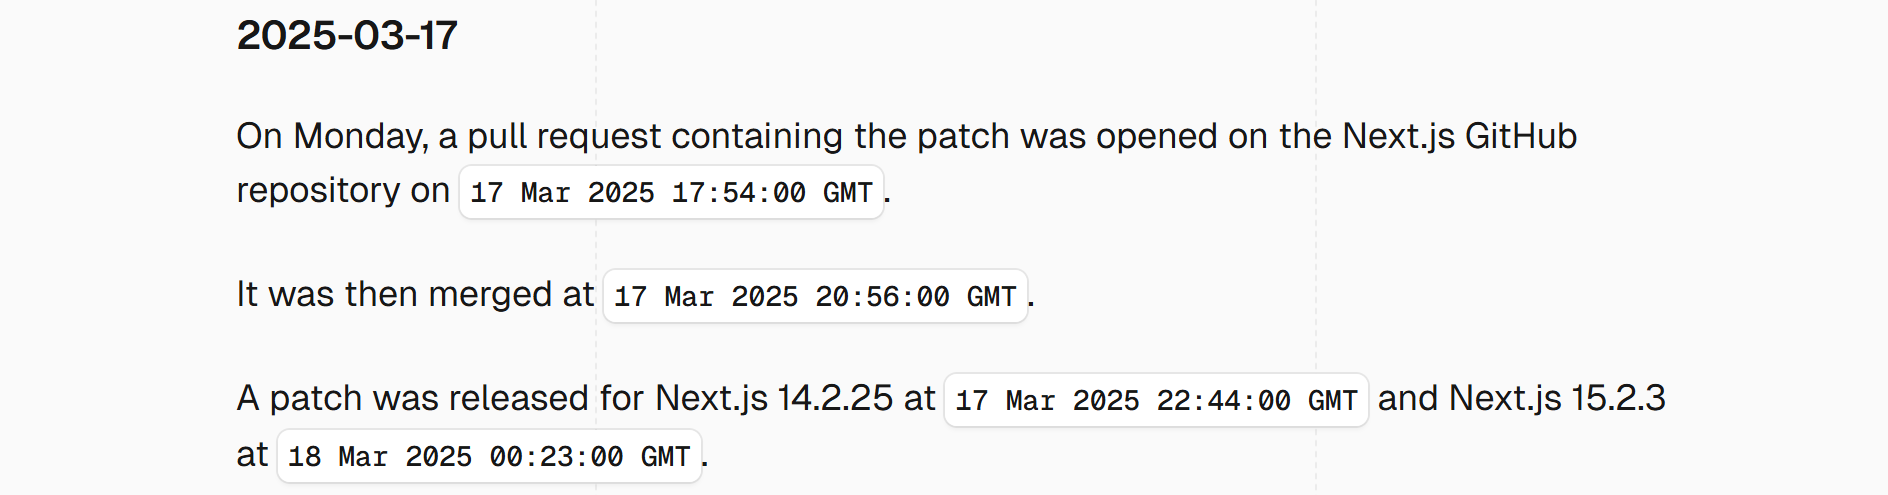 2025-03-17
On Monday, a pull request containing the patch was opened on the Next.js GitHub
repository on 17 Mar 2025 17:54:00 GMT.
It was then merged at 17 Mar 2025 20:56:00 GMT.
A patch was released for Next.js 14.2.25 at 17 Mar 2025 22:44:00 GMT and Next.js 15.2.3
at 18 Mar 2025 00:23:00 GMT.